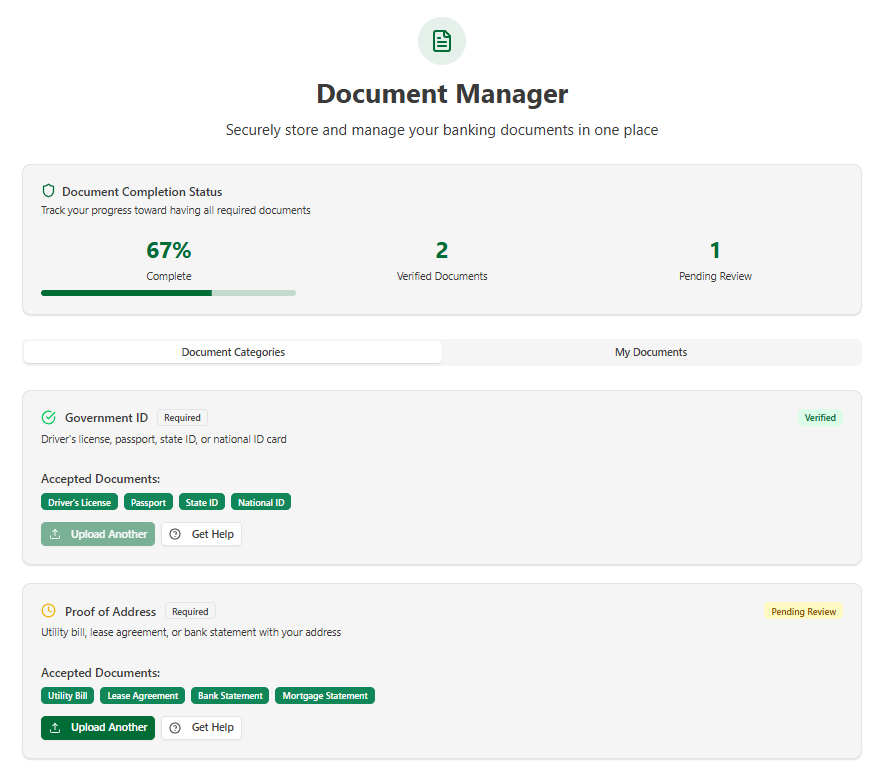 Document Manager
Securely store and manage your banking documents in one place
Document Completion Status
Track your progress toward having all required documents
67% 2 1
Complete Verified Documents Pending Review
Document Categories My Documents
Government ID Required Verified
Driver's license, passport, state ID, or national ID card
Accepted Documents:
Driver's License Passport State ID National ID
Upload Another Get Help
Proof of Address Required Pending Review
Utility bill, lease agreement, or bank statement with your address
Accepted Documents:
Utility Bill Lease Agreement Bank Statement Mortgage Statement
Upload Another Get Help